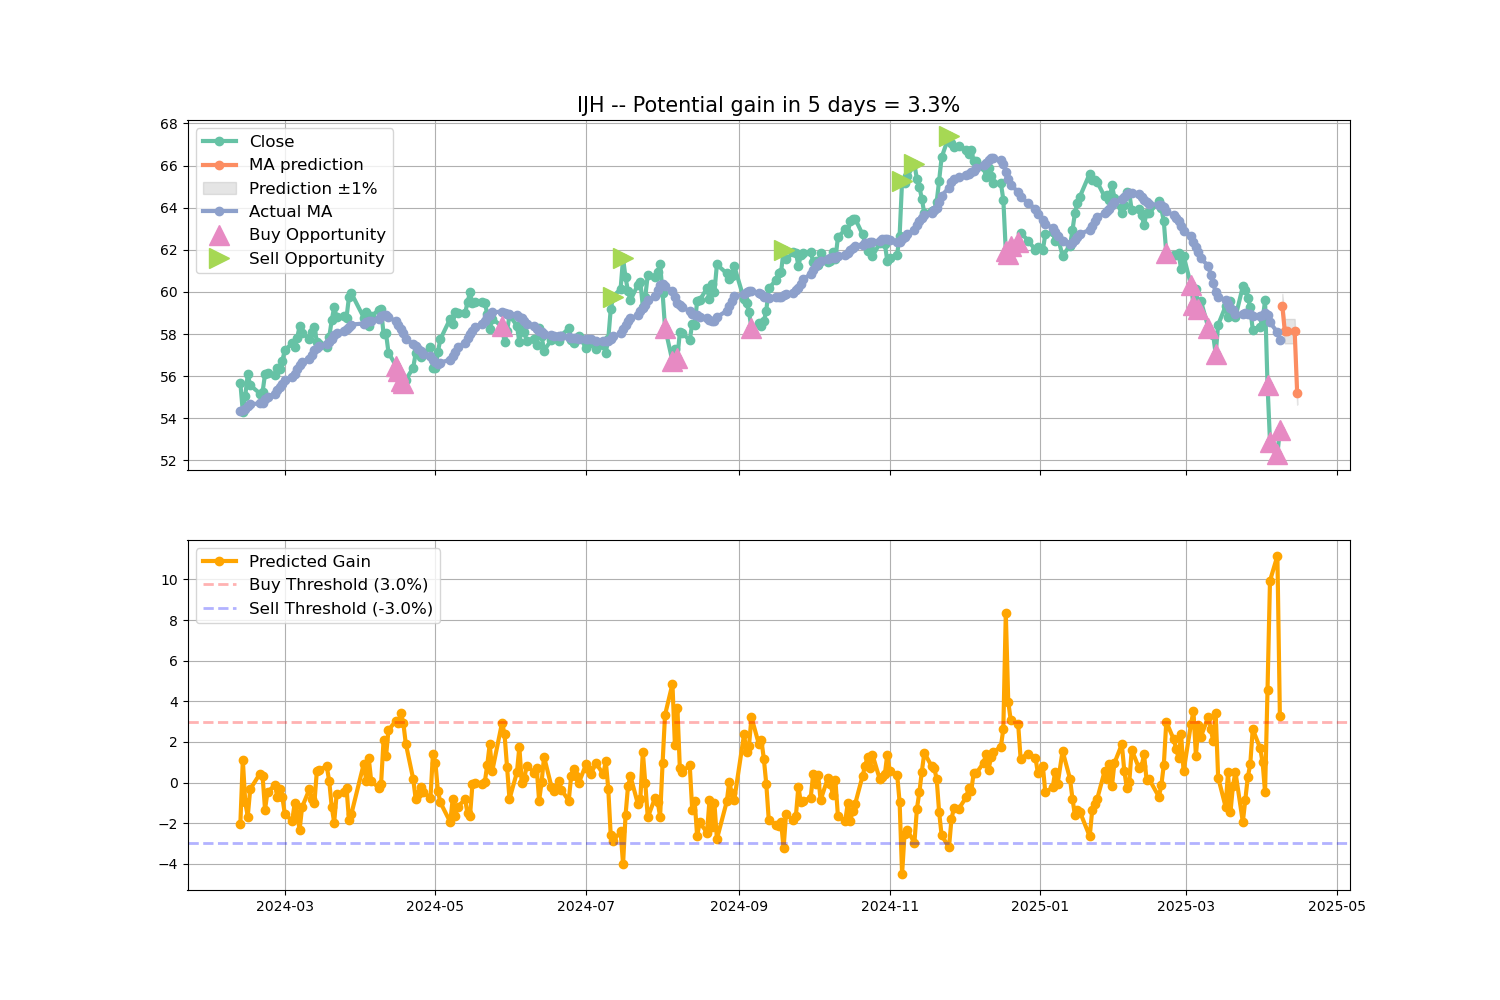 IJH -- Potential gain in 5 days = 3.3%
68
66
64
62
60
58
56
54
52
Close
MA prediction
Prediction ±1%
Actual MA
Buy Opportunity
Sell Opportunity
10
8
6
4
2
0
−2
−4
Predicted Gain
Buy Threshold (3.0%)
Sell Threshold (-3.0%)
2024-03 2024-05 2024-07 2024-09 2024-11 2025-01 2025-03 2025-05